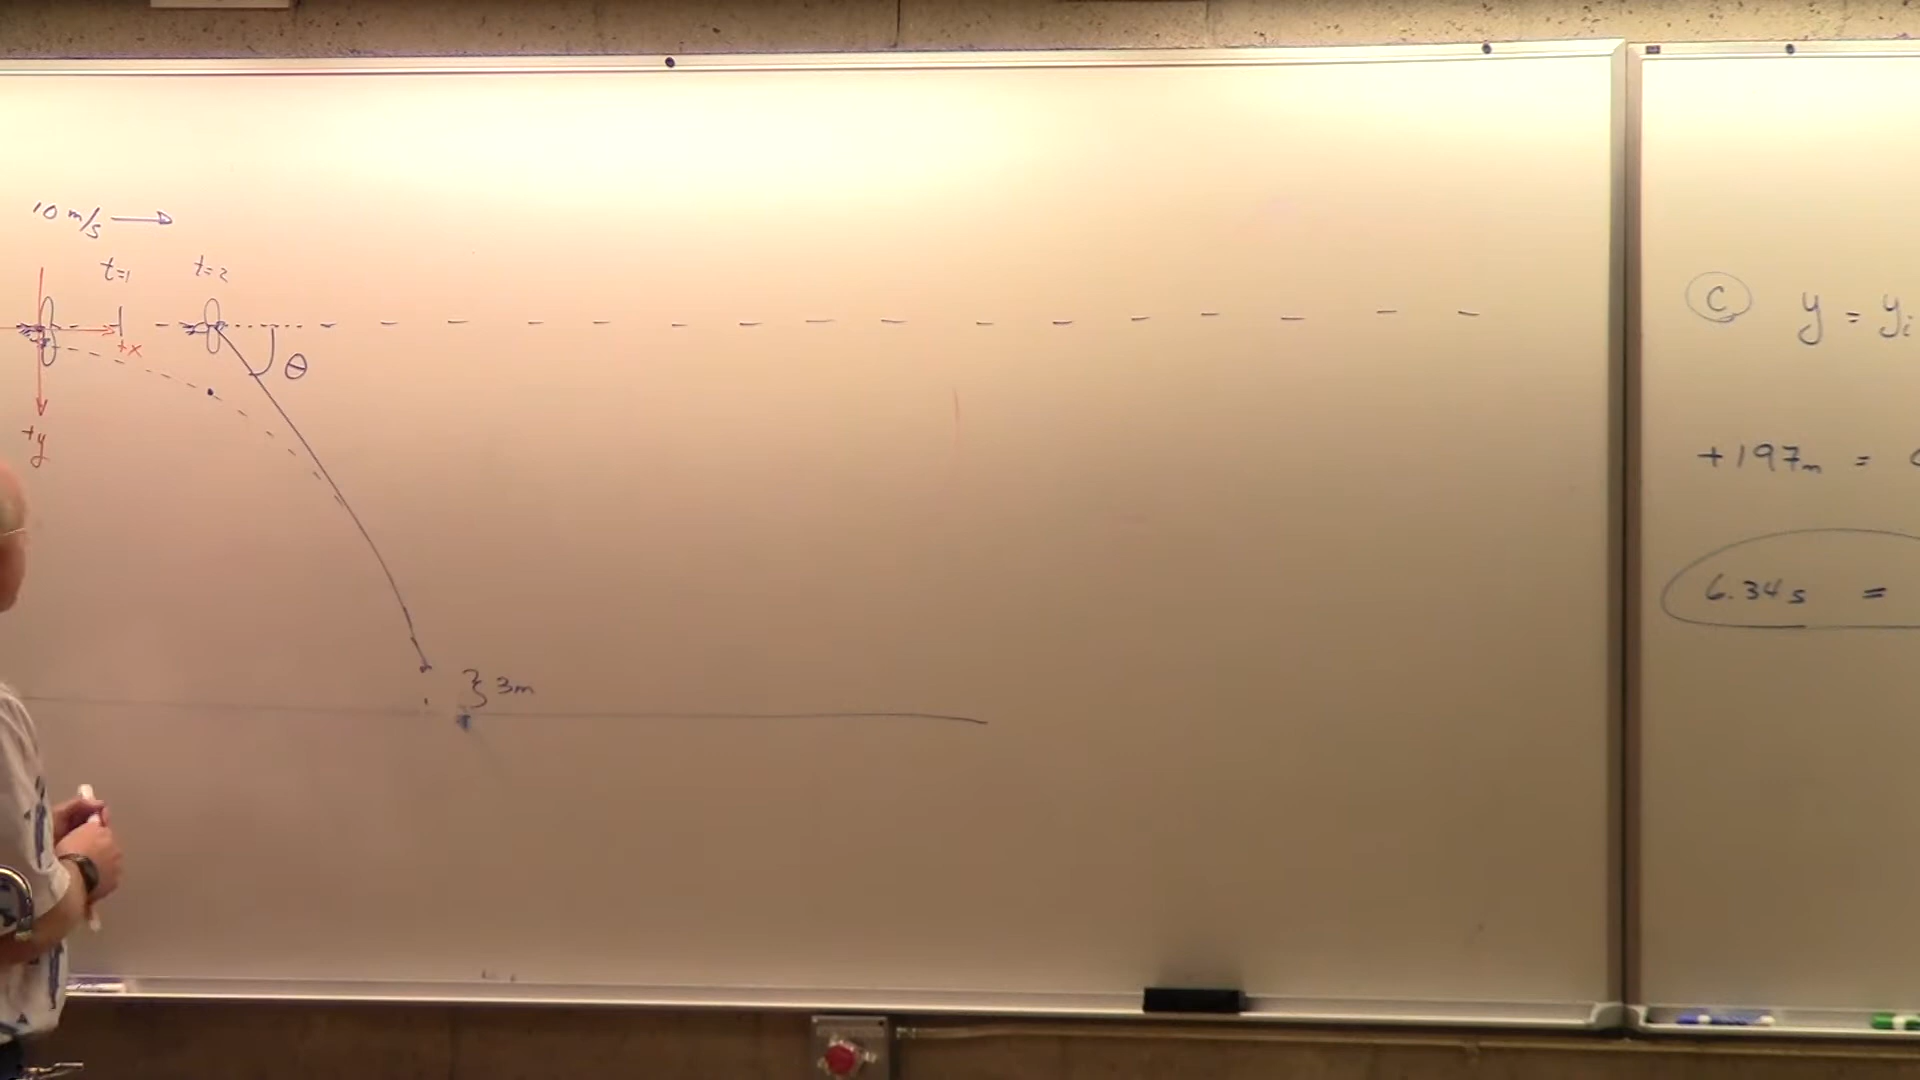 10 m/s
t=1
t=2
+x
θ
+y
}3m
C y = yi
+197m =
6.34s =